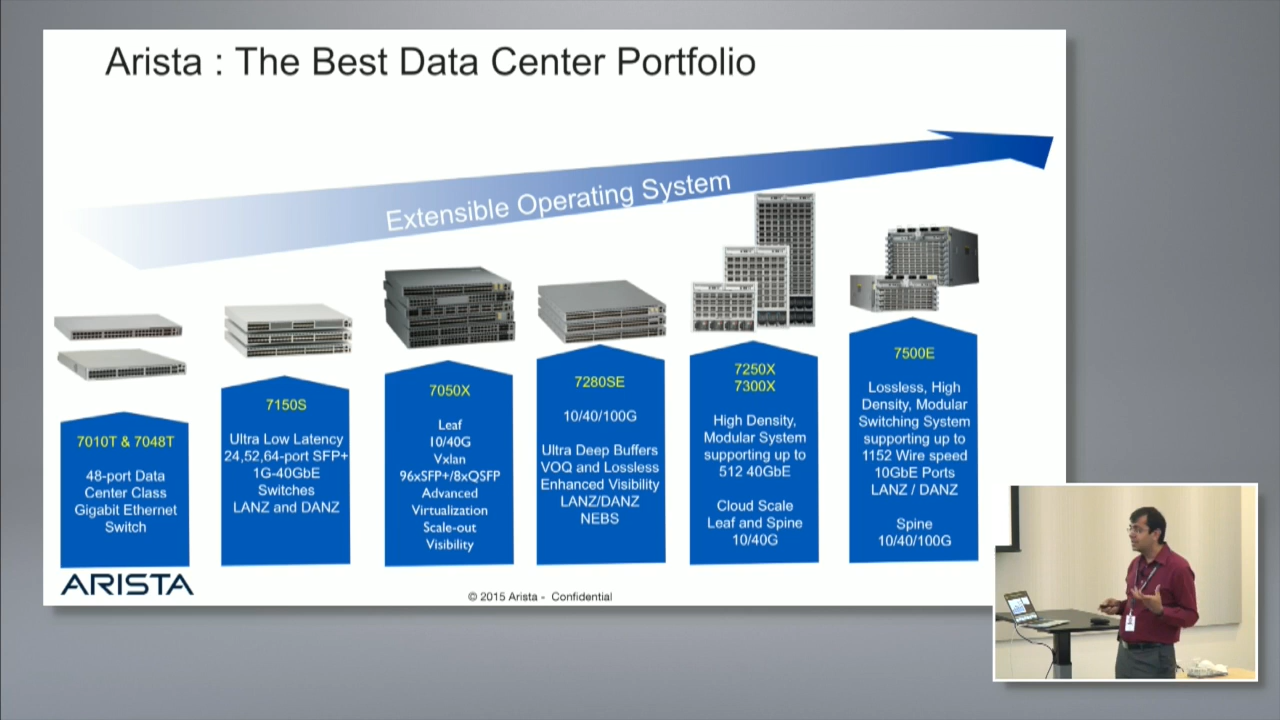 Arista : The Best Data Center Portfolio
Extensible Operating System
7010T & 7048T
48-port Data
Center Class
Gigabit Ethernet
Switch
7150S
Ultra Low Latency
24,52,64-port SFP+
1G-40GbE
Switches
LANZ and DANZ
7050X
Leaf
10/40G
Vxlan
96xSFP+/8xQSFP
Advanced
Virtualization
Scale-out
Visibility
7280SE
10/40/100G
Ultra Deep Buffers
VOQ and Lossless
Enhanced Visibility
LANZ/DANZ
NEBS
7250X
7300X
High Density,
Modular System
supporting up to
512 40GbE
Cloud Scale
Leaf and Spine
10/40G
7500E
Lossless, High
Density, Modular
Switching System
supporting up to
1152 Wire speed
10GbE Ports
LANZ / DANZ
Spine
10/40/100G
ARISTA
© 2015 Arista - Confidential